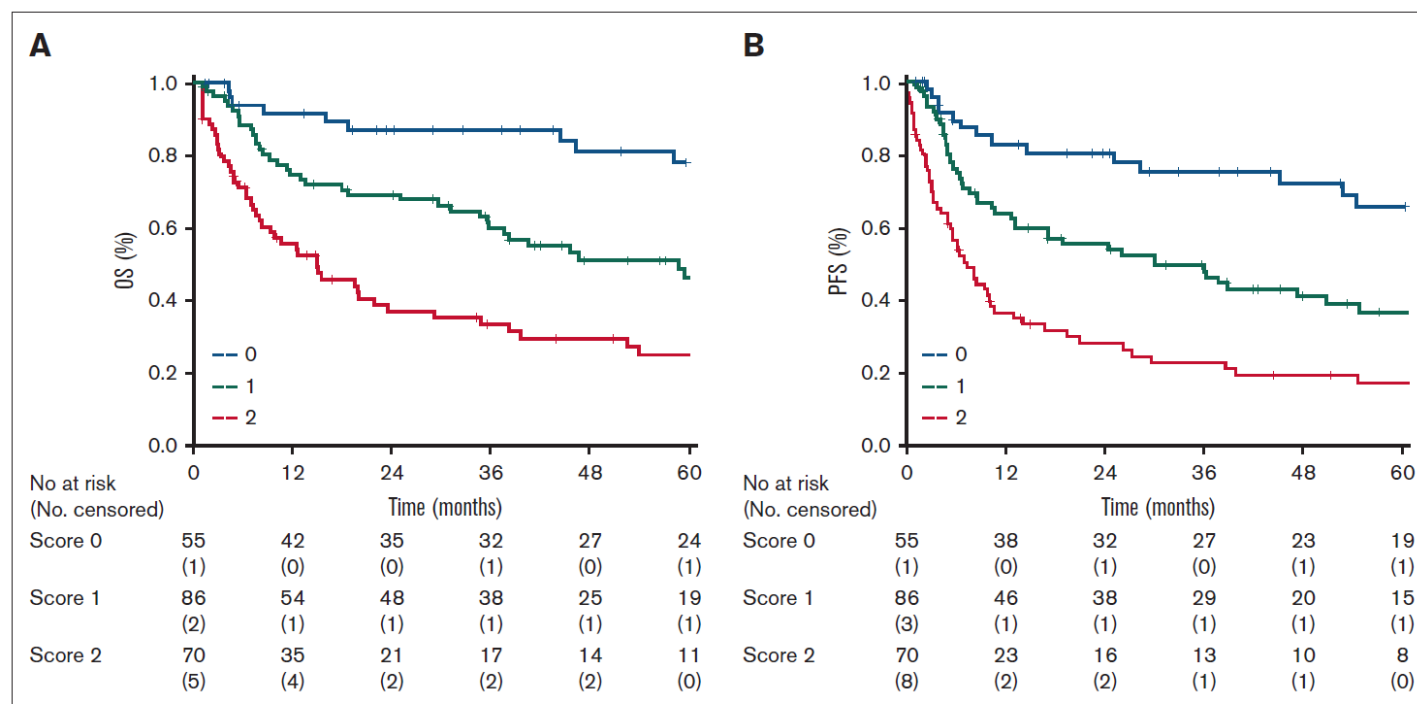 A
1.0
0.8
0.6
0.4
0.2
0.0
OS (%)
0
1
2
0 12 24 36 48 60
Time (months)
No at risk
(No. censored)
Score 0 55 42 35 32 27 24
(1) (0) (0) (1) (0) (1)
Score 1 86 54 48 38 25 19
(2) (1) (1) (1) (1) (1)
Score 2 70 35 21 17 14 11
(5) (4) (2) (2) (2) (0)
B
1.0
0.8
0.6
0.4
0.2
0.0
PFS (%)
0
1
2
0 12 24 36 48 60
Time (months)
No at risk
(No. censored)
Score 0 55 38 32 27 23 19
(1) (0) (1) (0) (1) (1)
Score 1 86 46 38 29 20 15
(3) (1) (1) (1) (1) (1)
Score 2 70 23 16 13 10 8
(8) (2) (2) (1) (1) (0)